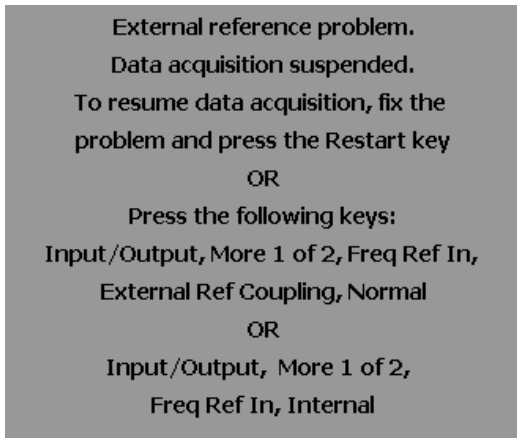 External reference problem.
Data acquisition suspended.
To resume data acquisition, fix the
problem and press the Restart key
OR
Press the following keys:
Input/Output, More 1 of 2, Freq Ref In,
External Ref Coupling, Normal
OR
Input/Output, More 1 of 2,
Freq Ref In, Internal